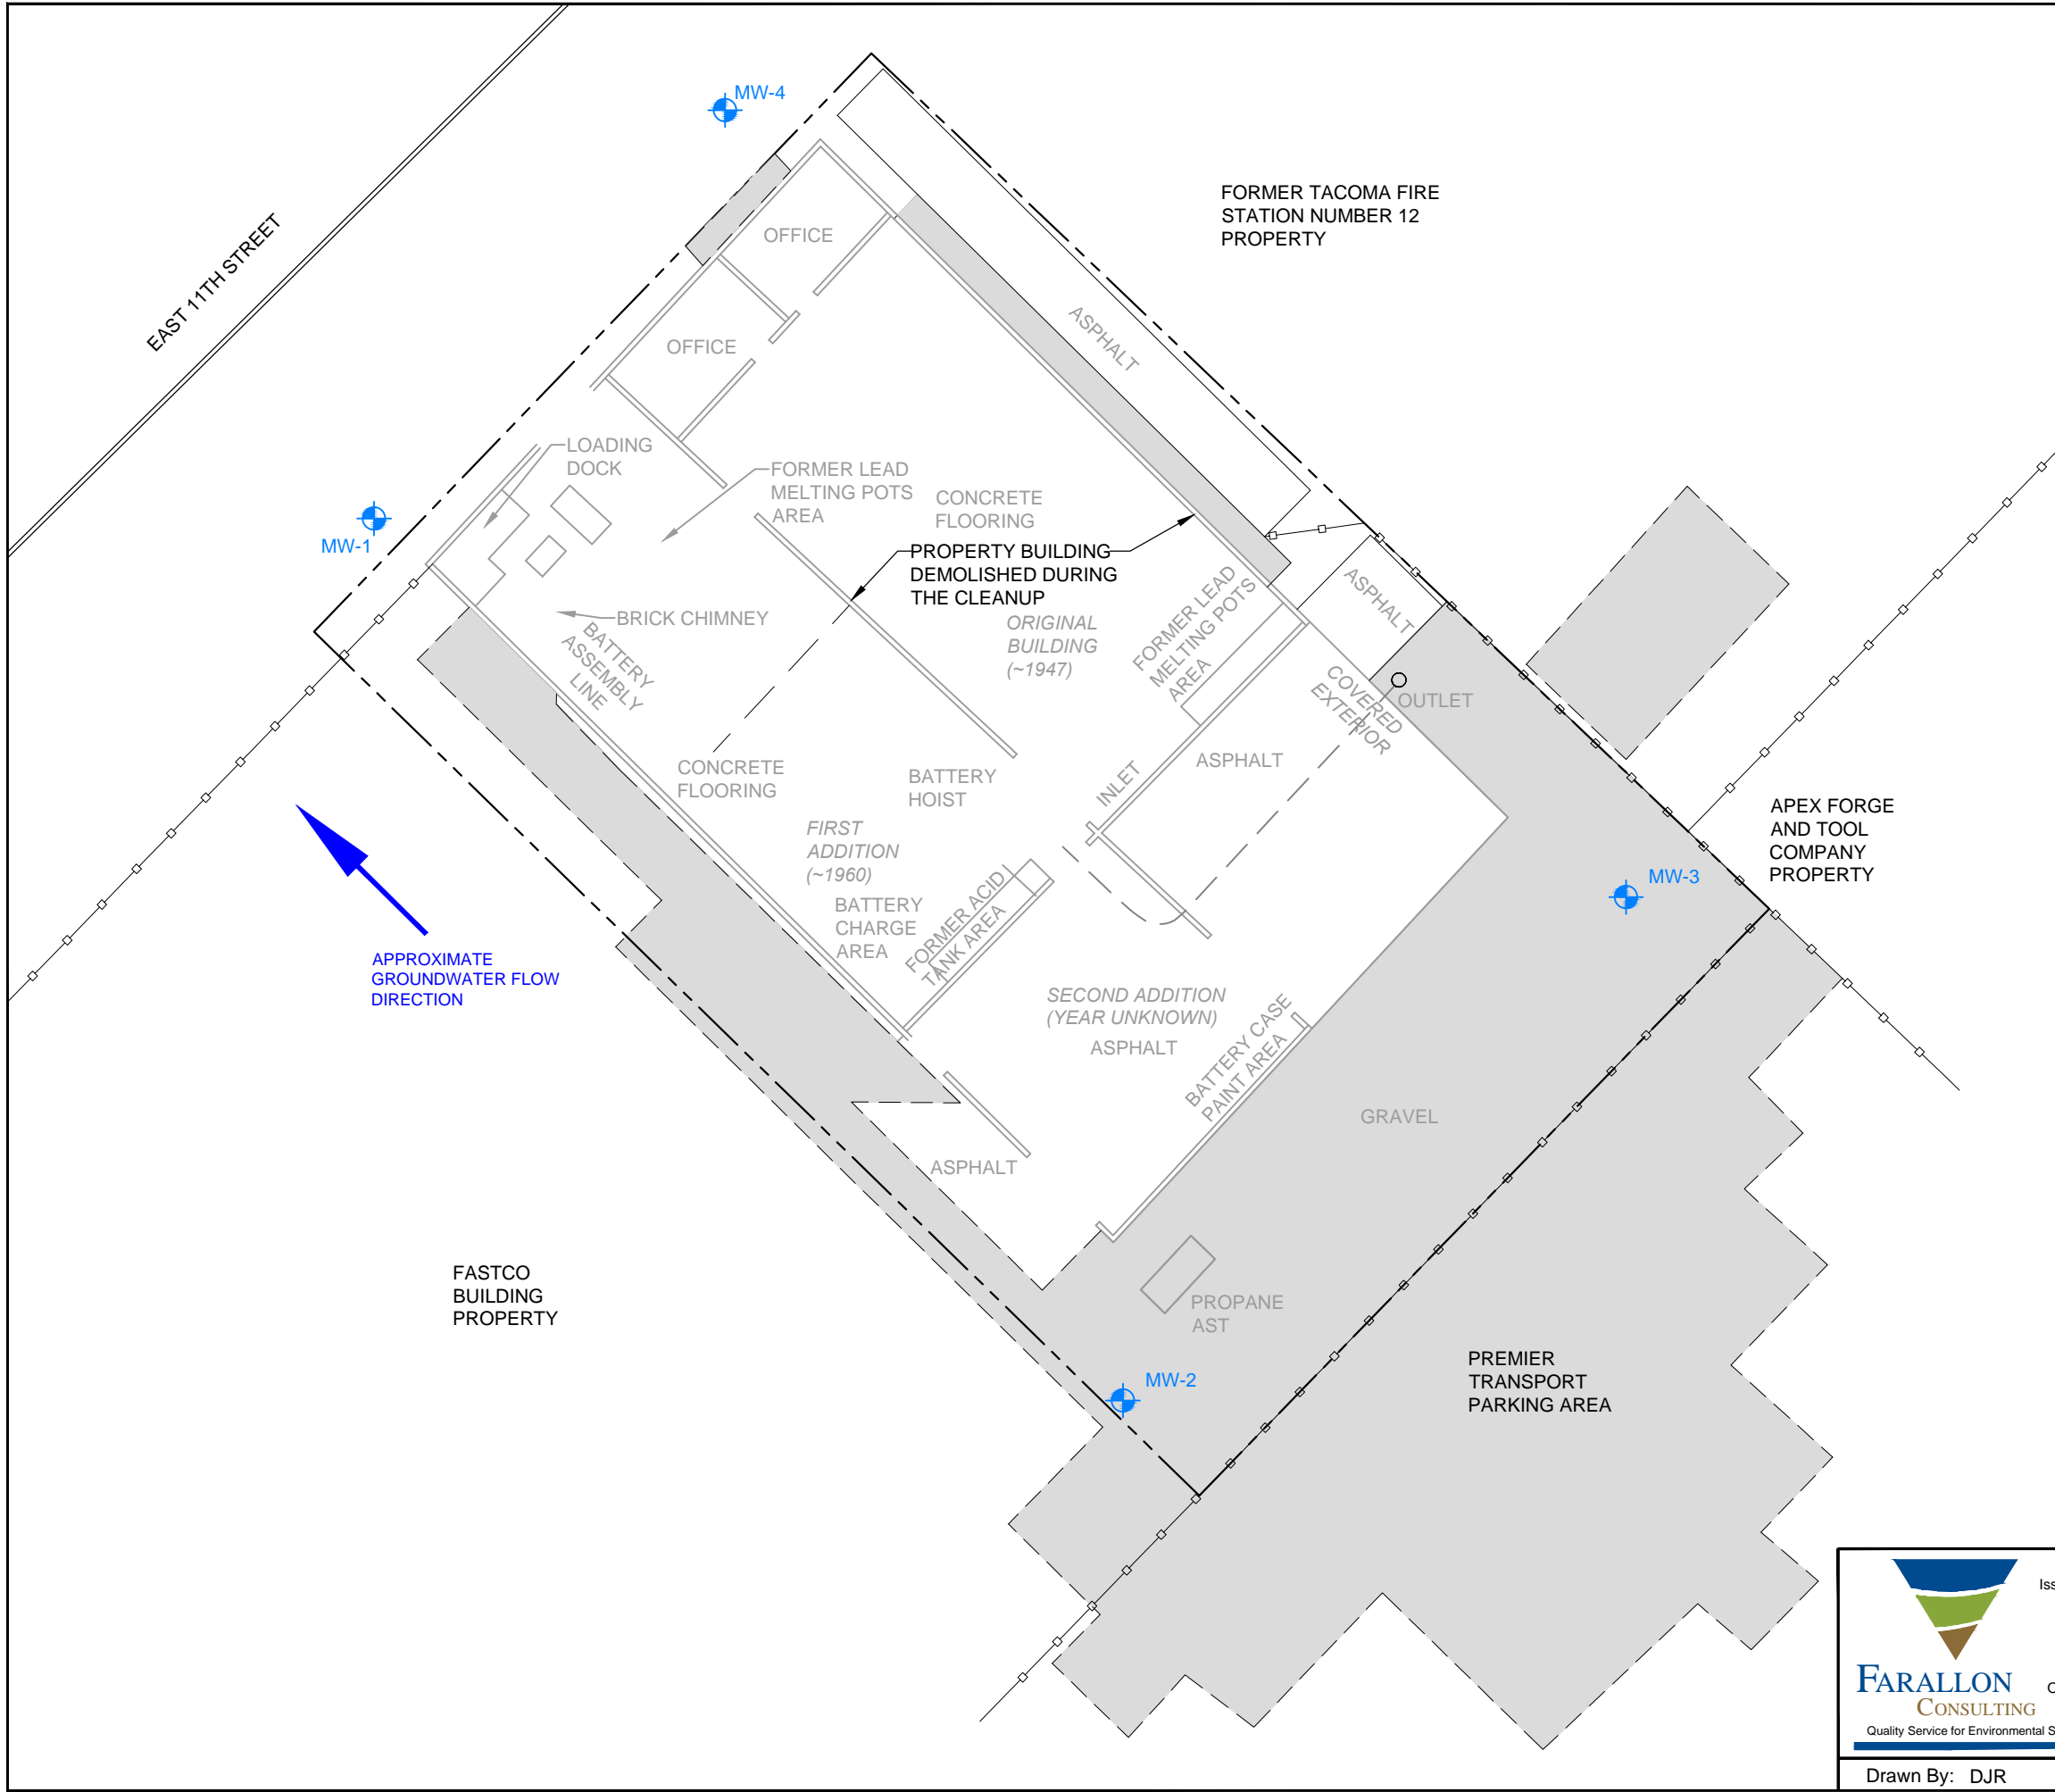 MW-4
EAST 11TH STREET
FORMER TACOMA FIRE
STATION NUMBER 12
PROPERTY
OFFICE
OFFICE
ASPHALT
LOADING
DOCK
FORMER LEAD
MELTING POTS
AREA
CONCRETE
FLOORING
MW-1
PROPERTY BUILDING
DEMOLISHED DURING
THE CLEANUP
BRICK CHIMNEY
ORIGINAL
BUILDING
(~1947)
FORMER LEAD
MELTING POTS
AREA
ASPHALT
BATTERY
ASSEMBLY
LINE
COVERED
EXTERIOR
OUTLET
CONCRETE
FLOORING
BATTERY
HOIST
INLET
ASPHALT
FIRST
ADDITION
(~1960)
BATTERY
CHARGE
AREA
FORMER ACID
TANK AREA
APEX FORGE
AND TOOL
COMPANY
PROPERTY
MW-3
APPROXIMATE
GROUNDWATER FLOW
DIRECTION
SECOND ADDITION
(YEAR UNKNOWN)
ASPHALT
BATTERY CASE
PAINT AREA
GRAVEL
ASPHALT
FASTCO
BUILDING
PROPERTY
PROPANE
AST
MW-2
PREMIER
TRANSPORT
PARKING AREA
Iss
FARALLON
CONSULTING
Quality Service for Environmental S
Drawn By: DJR